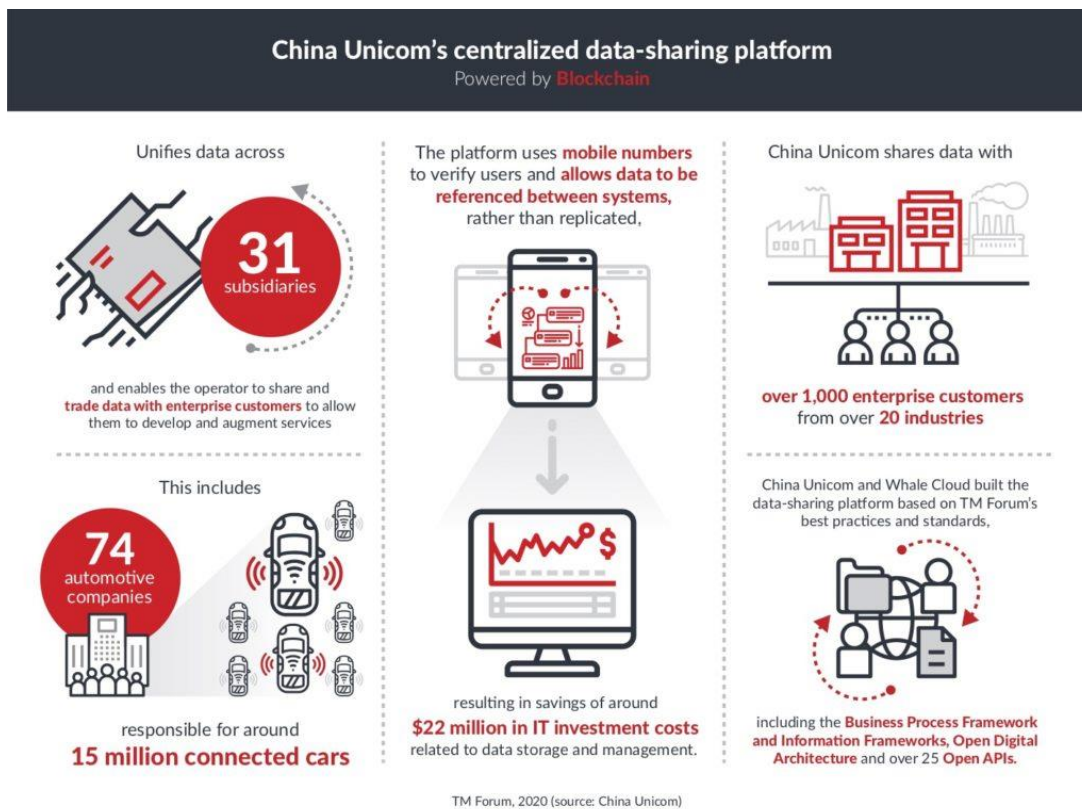 China Unicom's centralized data-sharing platform
Powered by Blockchain
Unifies data across
31
subsidiaries
and enables the operator to share and
trade data with enterprise customers to allow
them to develop and augment services
This includes
74
automotive
companies
responsible for around
15 million connected cars
The platform uses mobile numbers
to verify users and allows data to be
referenced between systems,
rather than replicated,
$
resulting in savings of around
$22 million in IT investment costs
related to data storage and management.
China Unicom shares data with
over 1,000 enterprise customers
from over 20 industries
China Unicom and Whale Cloud built the
data-sharing platform based on TM Forum's
best practices and standards,
including the Business Process Framework
and Information Frameworks, Open Digital
Architecture and over 25 Open APIs.
TM Forum, 2020 (source: China Unicom)